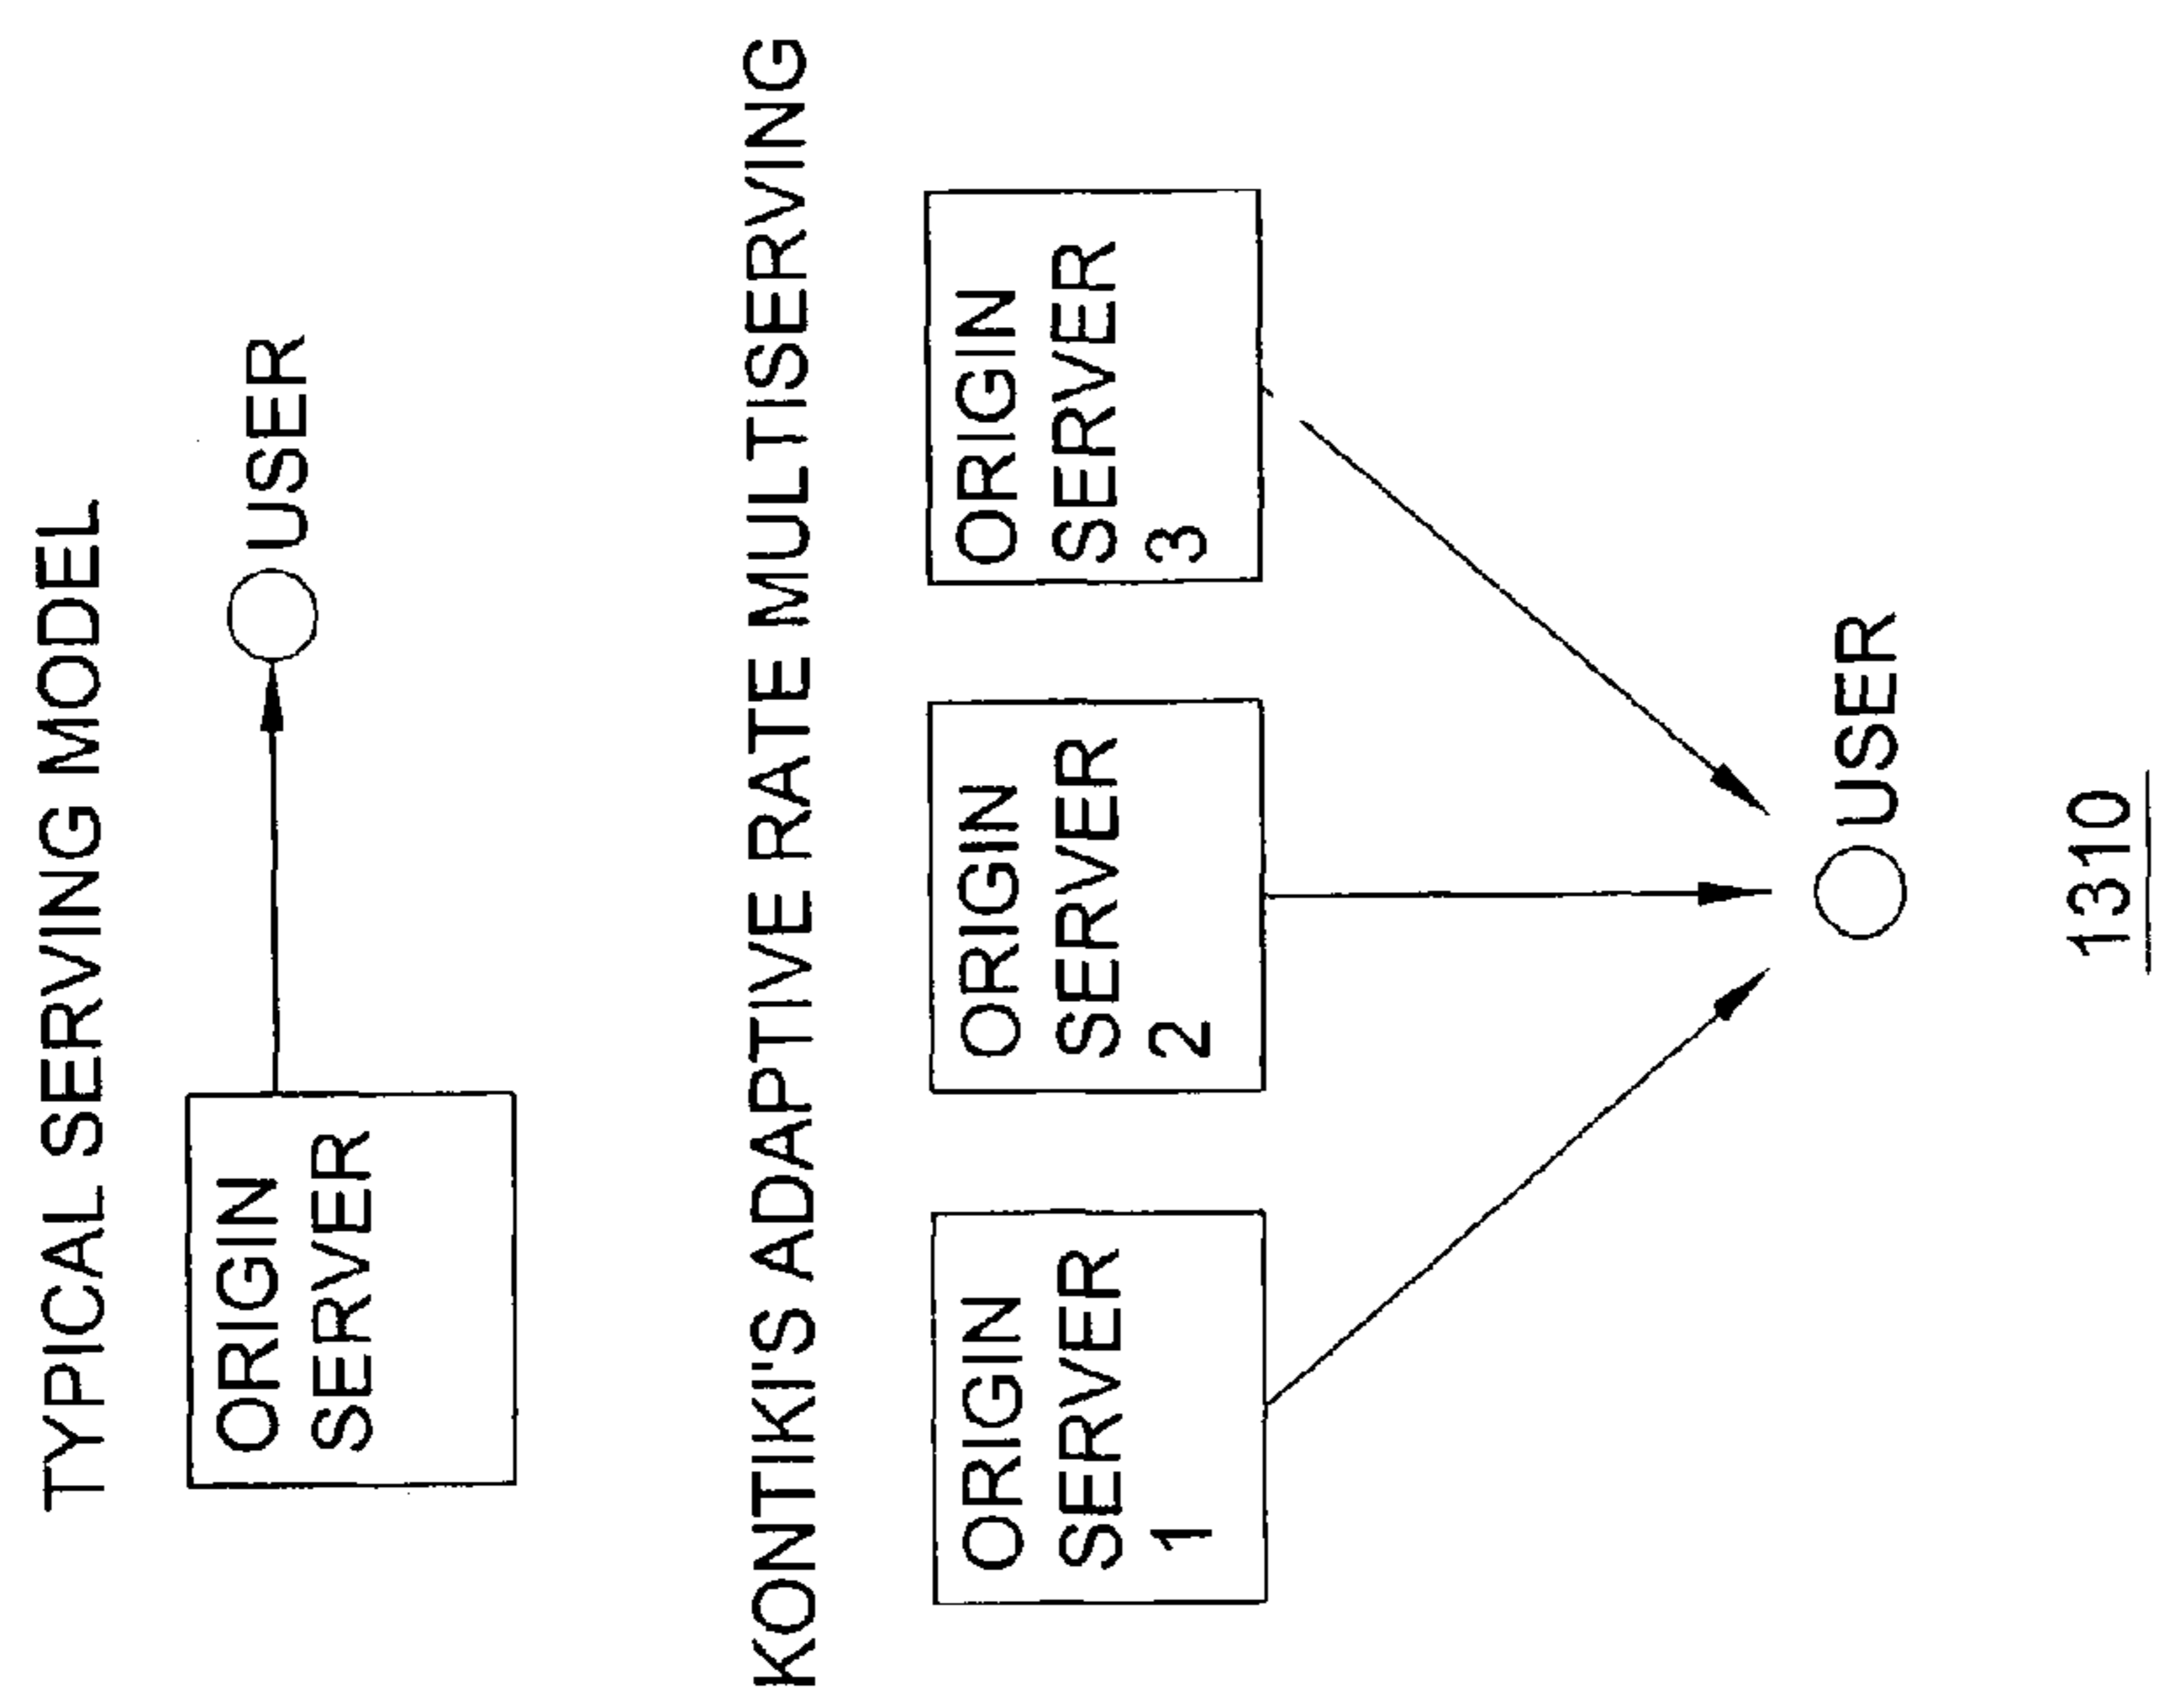 TYPICAL SERVING MODEL
ORIGIN
SERVER
USER
KONTIKI'S ADAPTIVE RATE MULTISERVING
ORIGIN
SERVER
1
ORIGIN
SERVER
2
ORIGIN
SERVER
3
USER
1310